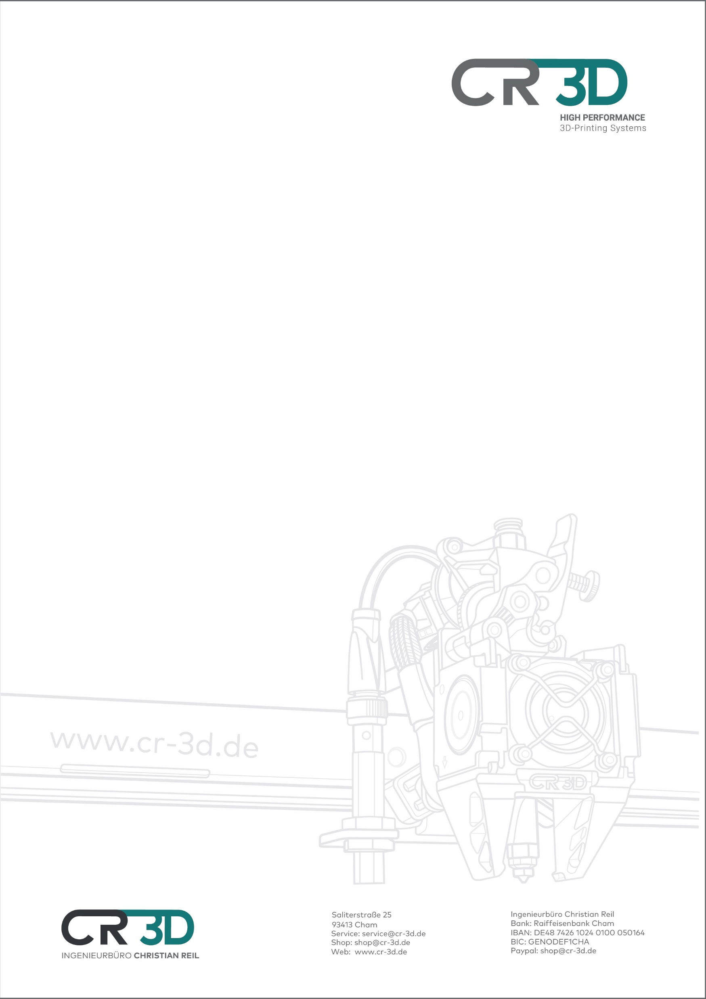 CR 3D
HIGH PERFORMANCE
3D-Printing Systems
www.cr-3d.de
CR 3D
CR 3D
INGENIEURBÜRO CHRISTIAN REIL
Saliterstraße 25
93413 Cham
Service: service@cr-3d.de
Shop: shop@cr-3d.de
Web: www.cr-3d.de
Ingenieurbüro Christian Reil
Bank: Raiffeisenbank Cham
IBAN: DE48 7426 1024 0100 050164
BIC: GENODEF1CHA
Paypal: shop@cr-3d.de